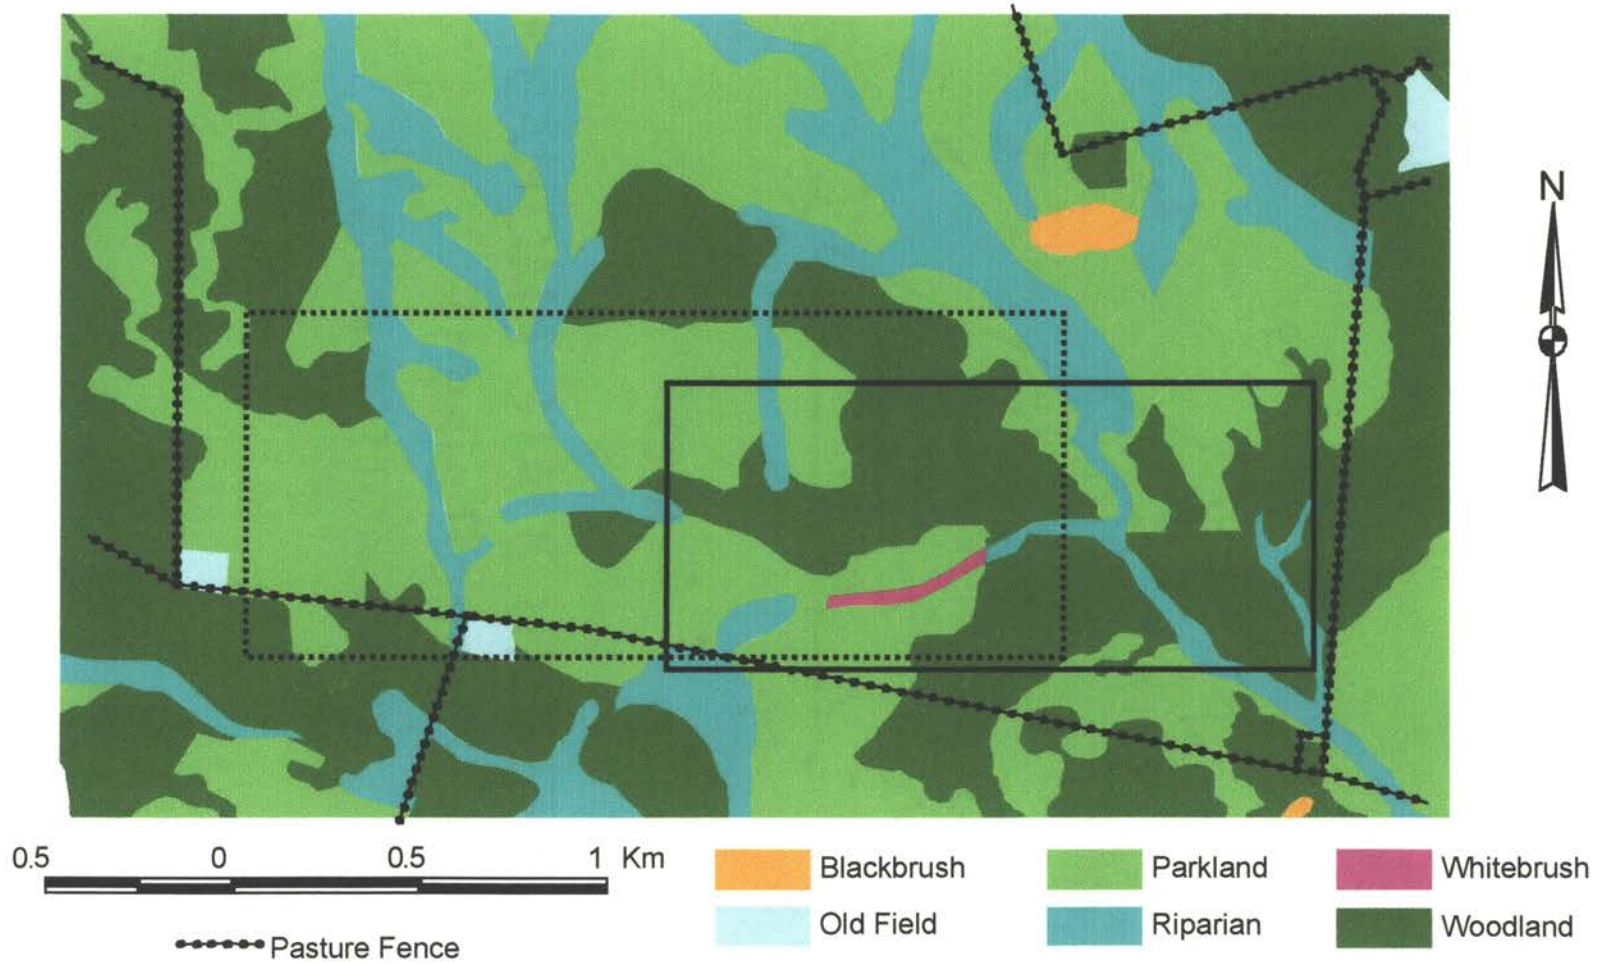 N
0.5 0 0.5 1 Km
Pasture Fence
Blackbrush Parkland Whitebrush
Old Field Riparian Woodland